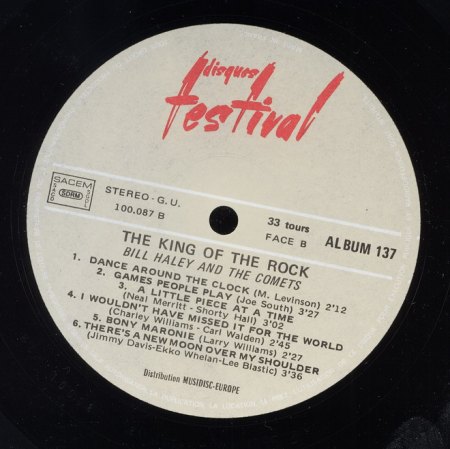 disques
festival
SACEM
SDRM
STEREO - G.U.
100.087 B
33 tours
FACE B
ALBUM 137
THE KING OF THE ROCK
BILL HALEY AND THE COMETS
1. DANCE AROUND THE CLOCK (M. Levinson) 2'12
2. GAMES PEOPLE PLAY (Joe South) 3'27
3. A LITTLE PIECE AT A TIME
(Neal Merritt - Shorty Hall) 3'02
4. I WOULDN'T HAVE MISSED IT FOR THE WORLD
(Charley Williams - Carl Walden) 2'45
5. BONY MARONIE (Larry Williams) 2'27
6. THERE'S A NEW MOON OVER MY SHOULDER
(Jimmy Davis-Ekko Whelan-Lee Blastic) 3'36
Distribution MUSIDISC-EUROPE